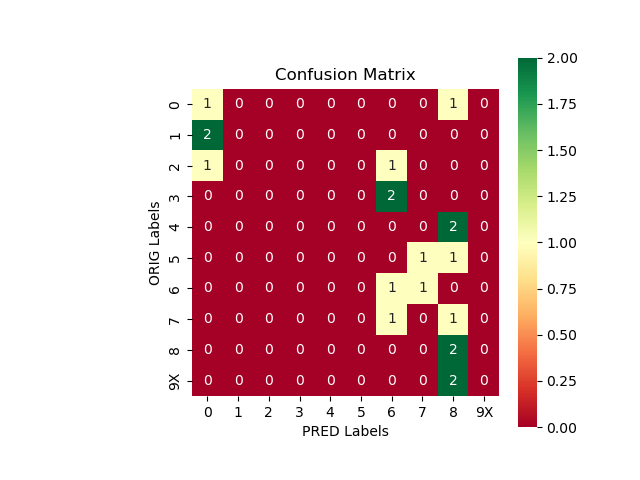 Confusion Matrix
ORIG Labels
0 1 0 0 0 0 0 0 0 1 0
1 2 0 0 0 0 0 0 0 0 0
2 1 0 0 0 0 0 1 0 0 0
3 0 0 0 0 0 0 2 0 0 0
4 0 0 0 0 0 0 0 0 2 0
5 0 0 0 0 0 0 0 1 1 0
6 0 0 0 0 0 0 1 1 0 0
7 0 0 0 0 0 0 1 0 1 0
8 0 0 0 0 0 0 0 0 2 0
9X 0 0 0 0 0 0 0 0 2 0
0 1 2 3 4 5 6 7 8 9X
PRED Labels
2.00
1.75
1.50
1.25
1.00
0.75
0.50
0.25
0.00